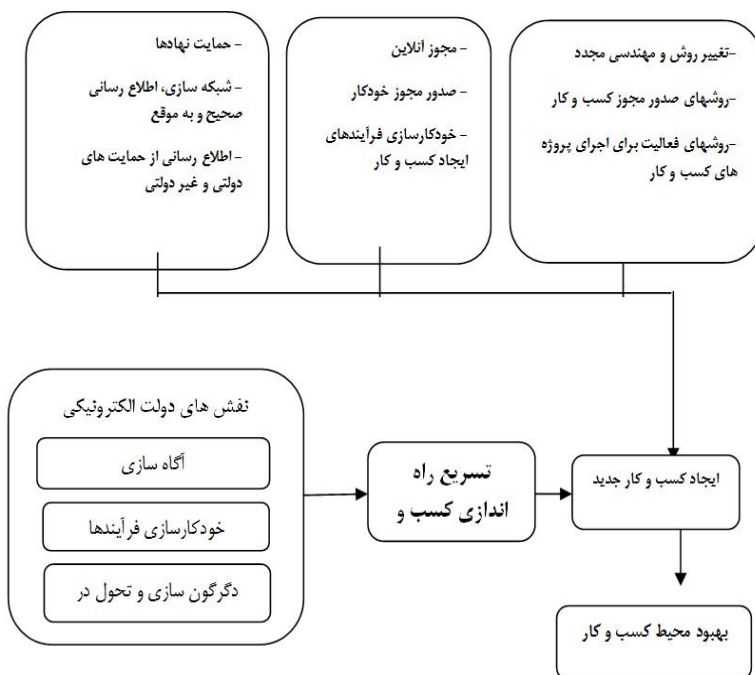 -تغییر روش و مهندسی مجدد
-روشهای صدور مجوز کسب و کار
-روشهای فعالیت برای اجرای پروژه
های کسب و کار
- مجوز آنلاین
- صدور مجوز خودکار
- خودکارسازی فرآیندهای
ایجاد کسب و کار
- حمایت نهادها
- شبکه سازی، اطلاع رسانی
صحیح و به موقع
- اطلاع رسانی از حمایت های
دولتی و غیر دولتی
نقش های دولت الکترونیکی
آگاه سازی
خودکارسازی فرآیندها
دگرگون سازی و تحول در
تسریع راه
اندازی کسب و
ایجاد کسب و کار جدید
بهبود محیط کسب و کار